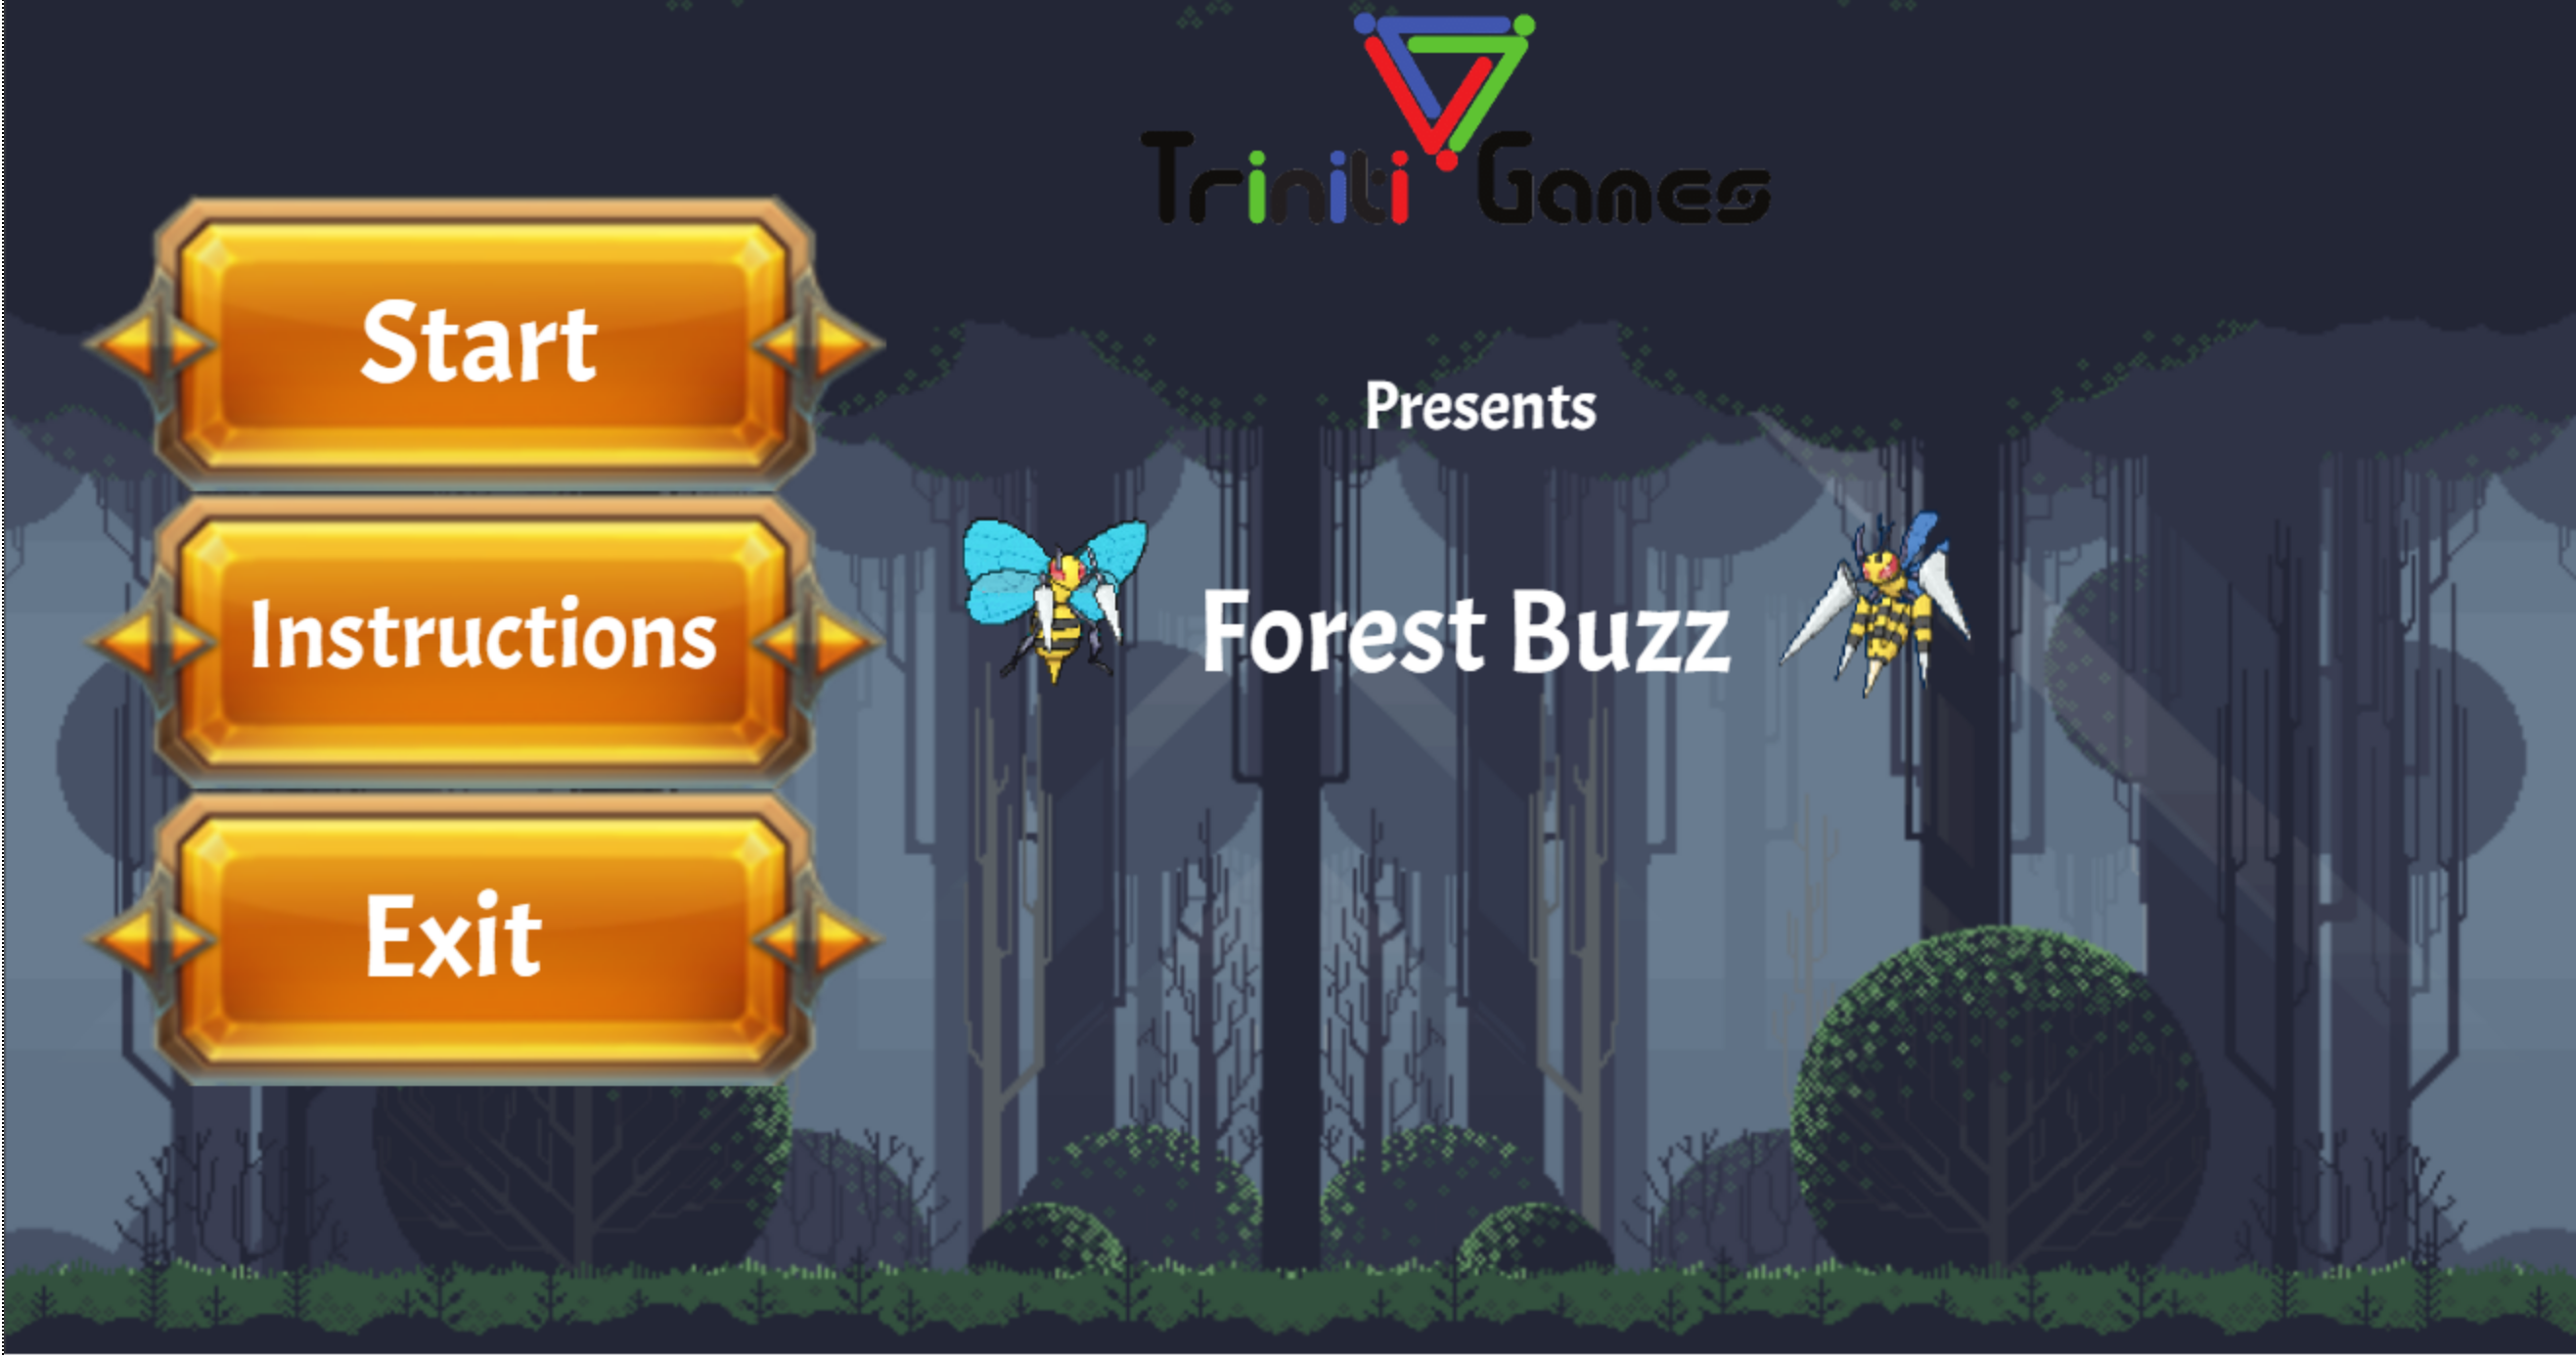 Triniti Games
Presents
Forest Buzz
Start
Instructions
Exit